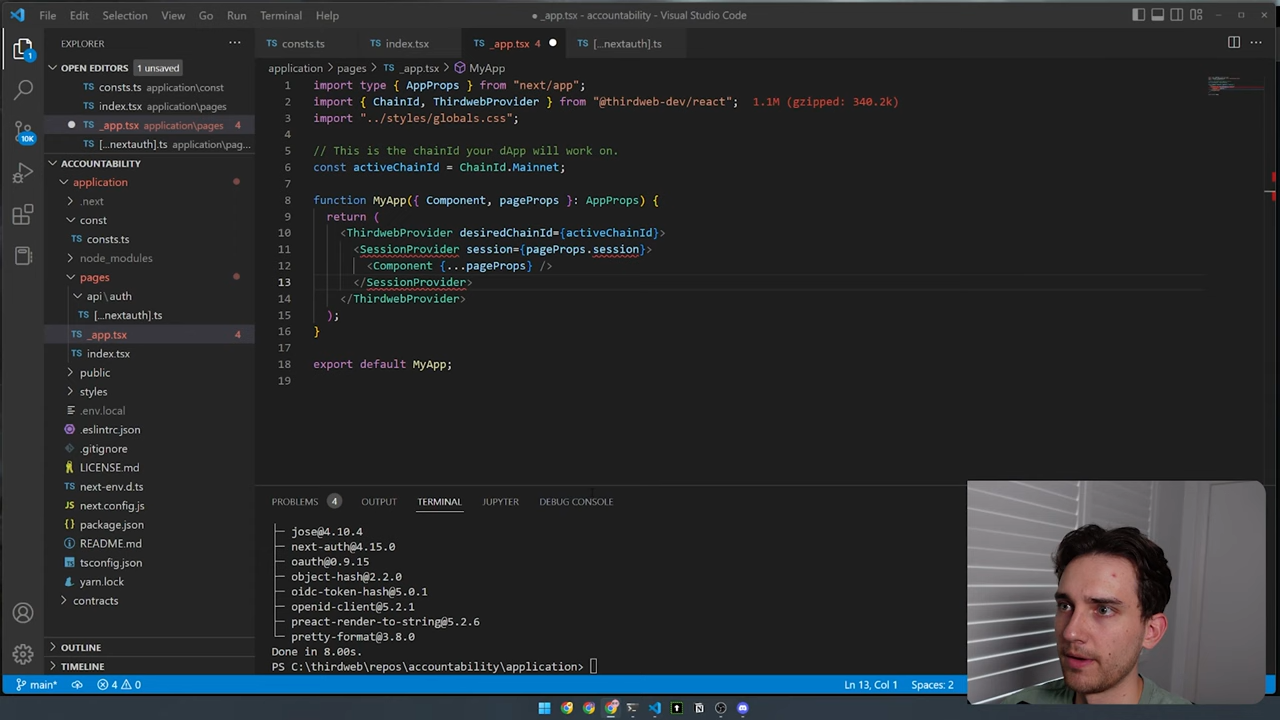 File Edit Selection View Go Run Terminal Help
● _app.tsx - accountability - Visual Studio Code
EXPLORER
OPEN EDITORS 1 unsaved
TS consts.ts application\const
TS index.tsx application\pages
● TS _app.tsx application\pages 4
TS [...nextauth].ts application\pag...
ACCOUNTABILITY
application
.next
const
TS consts.ts
node_modules
pages
api\auth
TS [...nextauth].ts
TS _app.tsx 4
TS index.tsx
public
styles
.env.local
.eslintrc.json
.gitignore
LICENSE.md
TS next-env.d.ts
JS next.config.js
package.json
README.md
tsconfig.json
yarn.lock
contracts
OUTLINE
TIMELINE
1
10K
TS consts.ts TS index.tsx TS _app.tsx 4 ● TS [...nextauth].ts
application > pages > TS _app.tsx > MyApp
1 import type { AppProps } from "next/app";
2 import { ChainId, ThirdwebProvider } from "@thirdweb-dev/react"; 1.1M (gzipped: 340.2k)
3 import "../styles/globals.css";
4
5 // This is the chainId your dApp will work on.
6 const activeChainId = ChainId.Mainnet;
7
8 function MyApp({ Component, pageProps }: AppProps) {
9 return (
10 <ThirdwebProvider desiredChainId={activeChainId}>
11 <SessionProvider session={pageProps.session}>
12 <Component {...pageProps} />
13 </SessionProvider>
14 </ThirdwebProvider>
15 );
16 }
17
18 export default MyApp;
19
PROBLEMS 4 OUTPUT TERMINAL JUPYTER DEBUG CONSOLE
├─ jose@4.10.4
├─ next-auth@4.15.0
├─ oauth@0.9.15
├─ object-hash@2.2.0
├─ oidc-token-hash@5.0.1
├─ openid-client@5.2.1
├─ preact-render-to-string@5.2.6
└─ pretty-format@3.8.0
Done in 8.00s.
PS C:\thirdweb\repos\accountability\application>
main* 4 0 Ln 13, Col 1 Spaces: 2